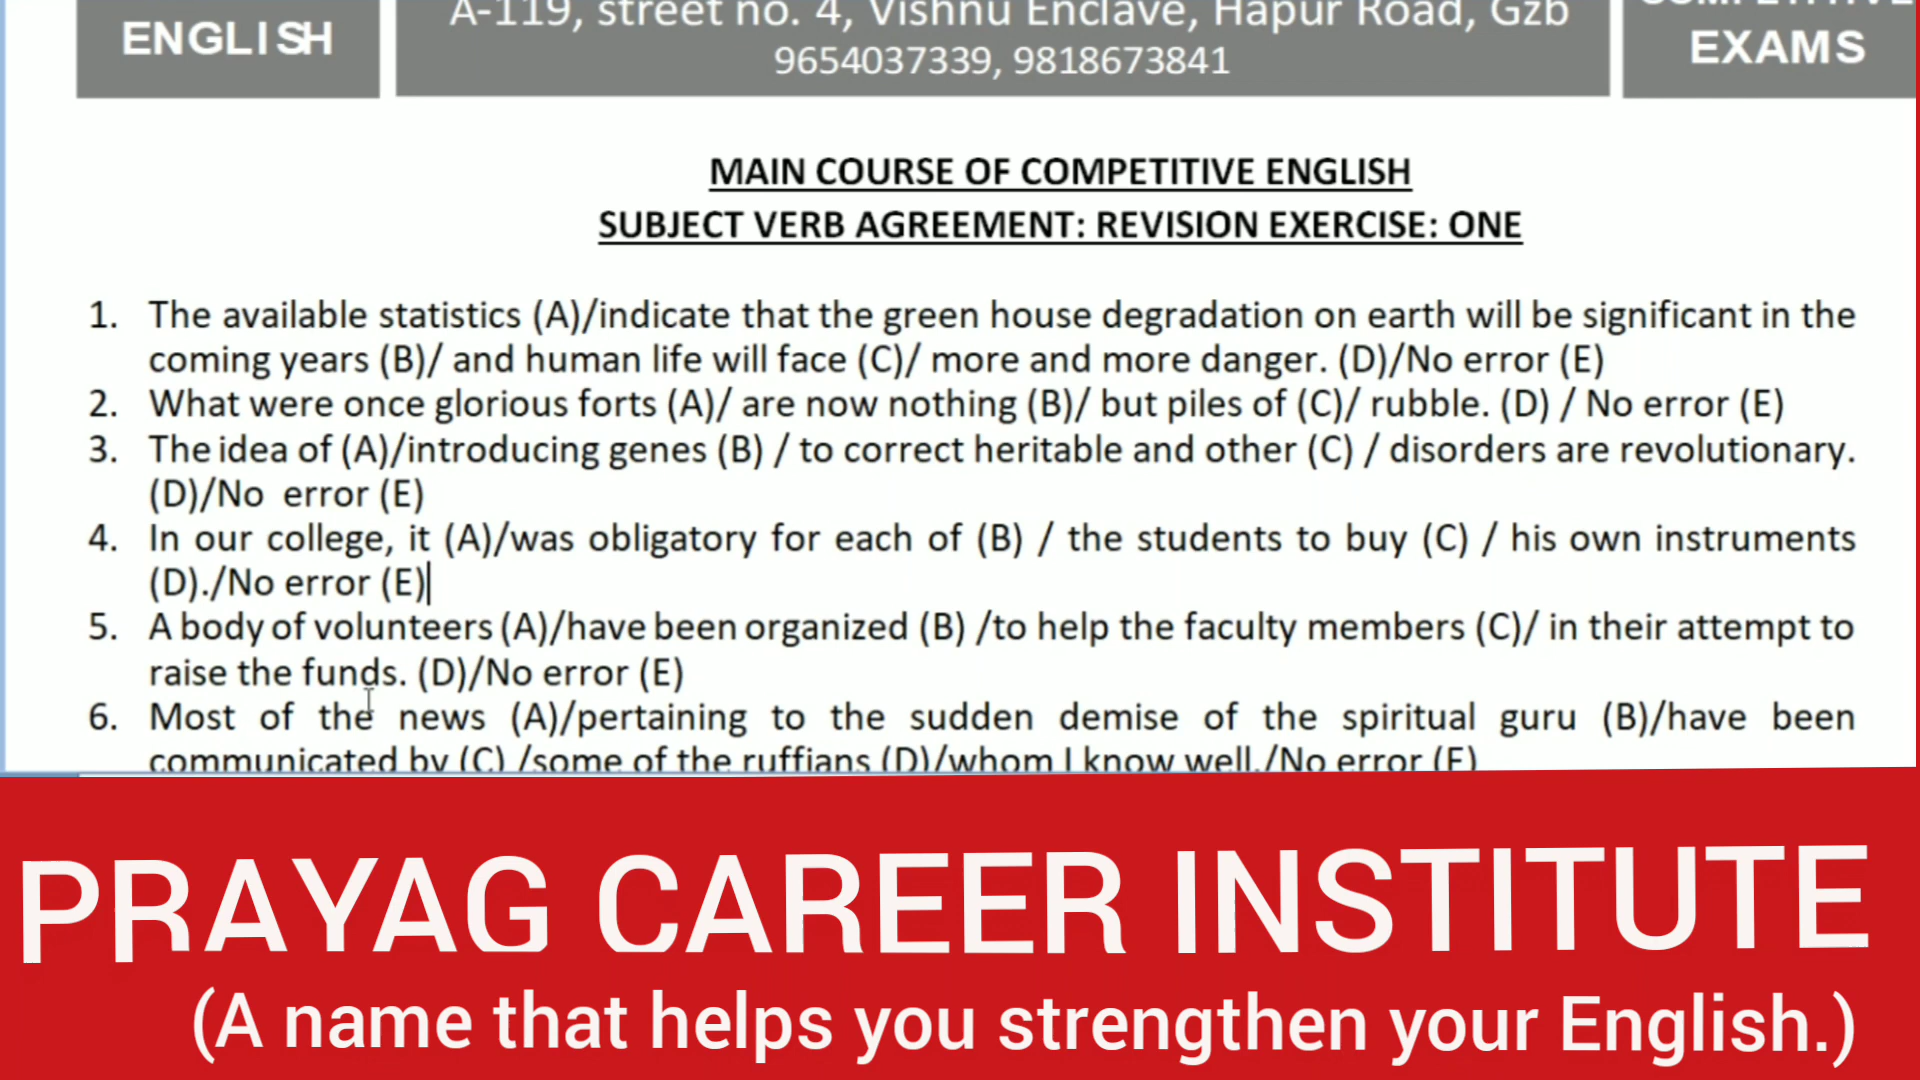 ENGLISH
A-119, street no. 4, Vishnu Enclave, Hapur Road, Gzb
9654037339, 9818673841
COMPETITIVE
EXAMS
MAIN COURSE OF COMPETITIVE ENGLISH
SUBJECT VERB AGREEMENT: REVISION EXERCISE: ONE
1. The available statistics (A)/indicate that the green house degradation on earth will be significant in the
coming years (B)/ and human life will face (C)/ more and more danger. (D)/No error (E)
2. What were once glorious forts (A)/ are now nothing (B)/ but piles of (C)/ rubble. (D) / No error (E)
3. The idea of (A)/introducing genes (B) / to correct heritable and other (C) / disorders are revolutionary.
(D)/No error (E)
4. In our college, it (A)/was obligatory for each of (B) / the students to buy (C) / his own instruments
(D)./No error (E)
5. A body of volunteers (A)/have been organized (B) /to help the faculty members (C)/ in their attempt to
raise the funds. (D)/No error (E)
6. Most of the news (A)/pertaining to the sudden demise of the spiritual guru (B)/have been
communicated by (C) /some of the ruffians (D)/whom I know well./No error (E)
PRAYAG CAREER INSTITUTE
(A name that helps you strengthen your English.)